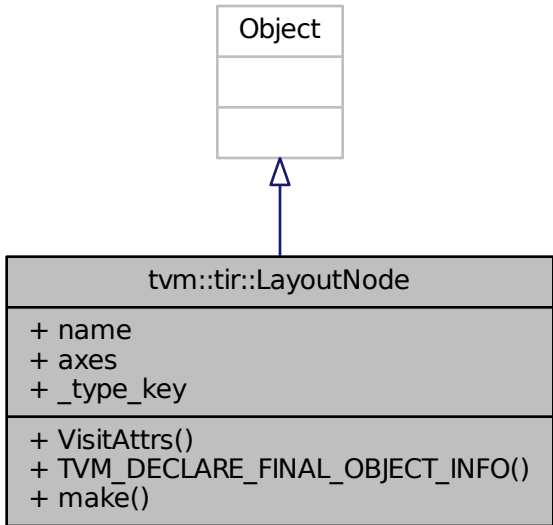 Object
tvm::tir::LayoutNode
+ name
+ axes
+ _type_key
+ VisitAttrs()
+ TVM_DECLARE_FINAL_OBJECT_INFO()
+ make()